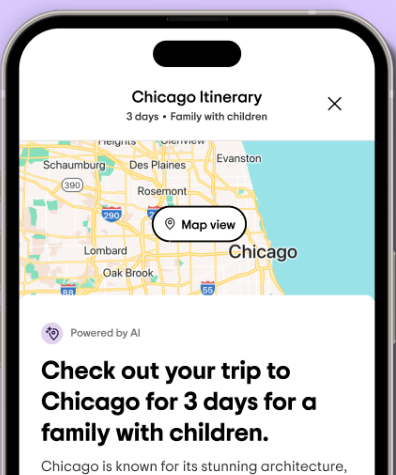 Chicago Itinerary
3 days • Family with children
Heights
Glenview
Evanston
Schaumburg
Des Plaines
390
Rosemont
290
Map view
Lombard
Chicago
Oak Brook
88
55
Powered by AI
Check out your trip to
Chicago for 3 days for a
family with children.
Chicago is known for its stunning architecture,